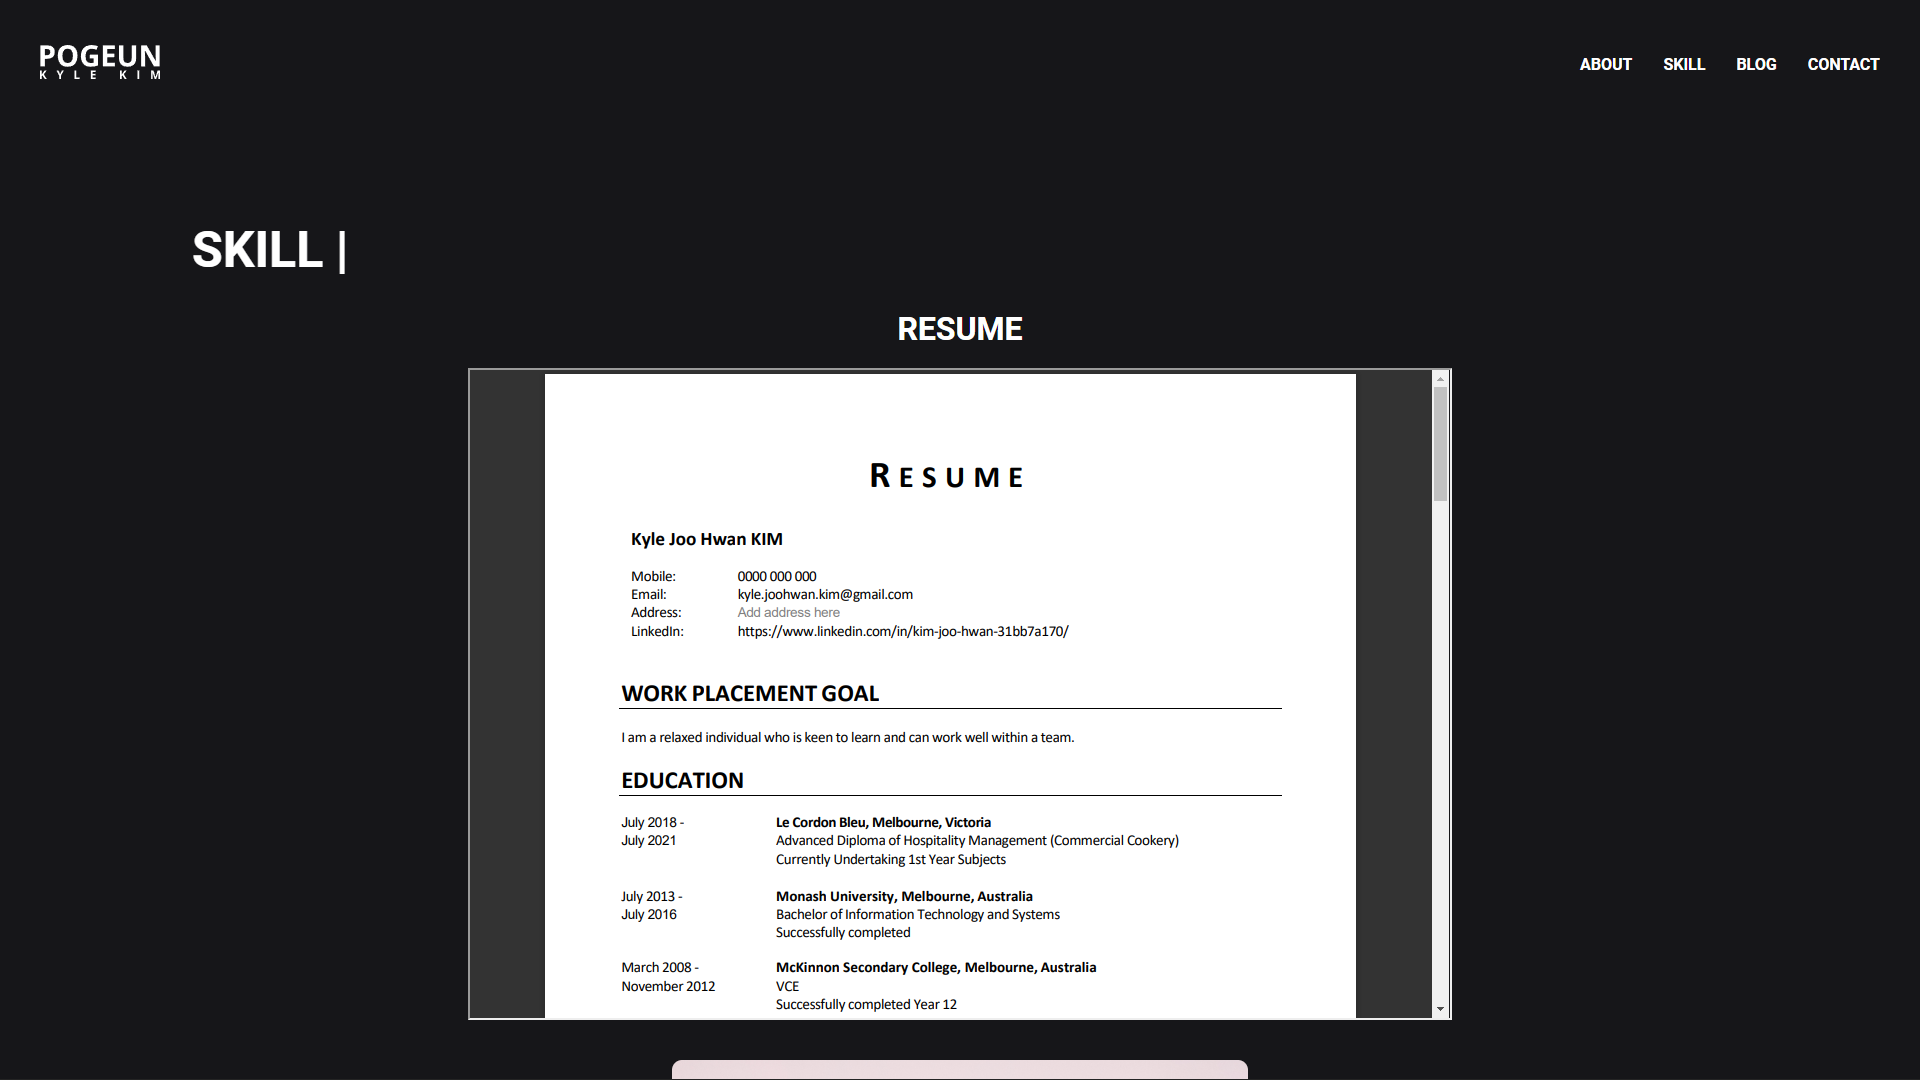 POGEUN
KYLE KIM
ABOUT SKILL BLOG CONTACT
SKILL |
RESUME
RESUME
Kyle Joo Hwan KIM
Mobile: 0000 000 000
Email: kyle.joohwan.kim@gmail.com
Address: Add address here
LinkedIn: https://www.linkedin.com/in/kim-joo-hwan-31bb7a170/
WORK PLACEMENT GOAL
I am a relaxed individual who is keen to learn and can work well within a team.
EDUCATION
July 2018 - Le Cordon Bleu, Melbourne, Victoria
July 2021 Advanced Diploma of Hospitality Management (Commercial Cookery)
Currently Undertaking 1st Year Subjects
July 2013 - Monash University, Melbourne, Australia
July 2016 Bachelor of Information Technology and Systems
Successfully completed
March 2008 - McKinnon Secondary College, Melbourne, Australia
November 2012 VCE
Successfully completed Year 12